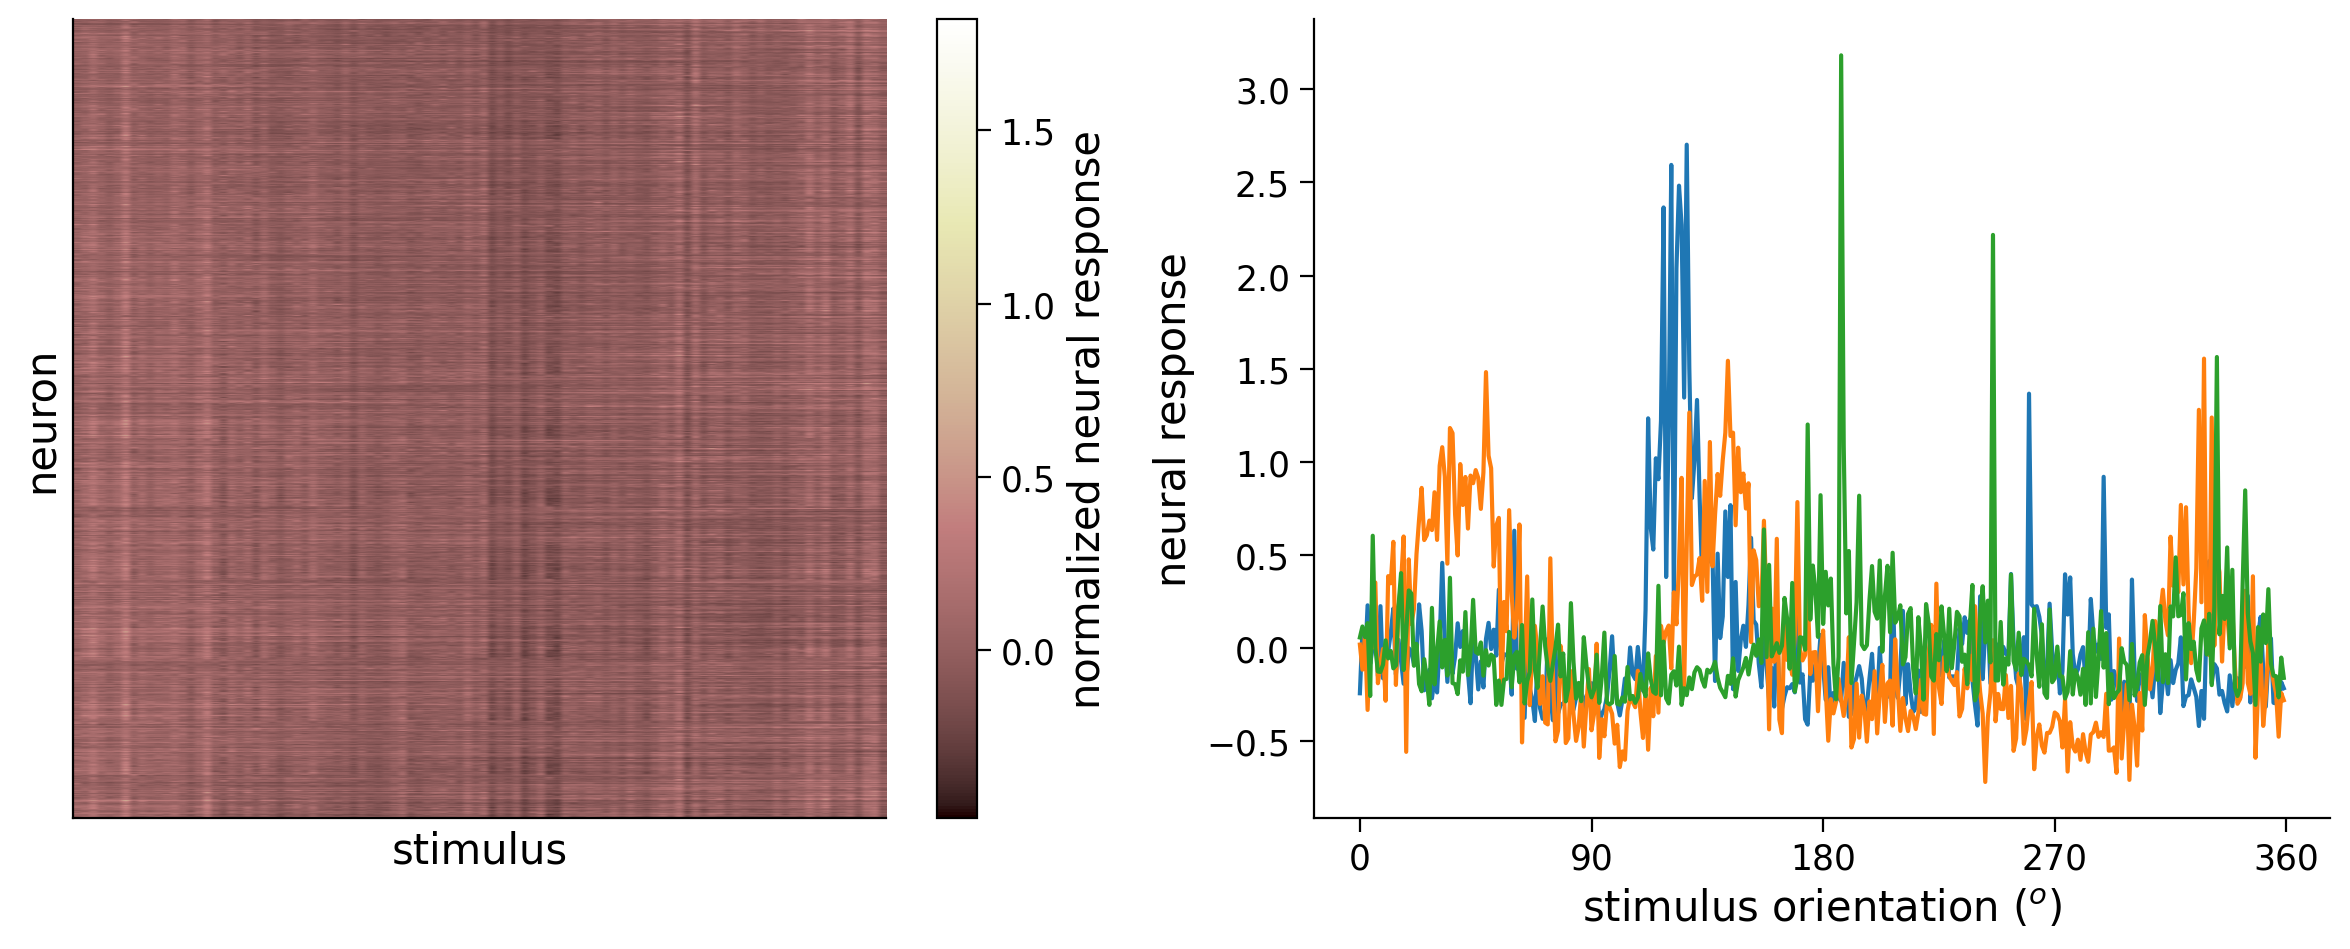 neuron
stimulus
1.5
1.0
0.5
0.0
normalized neural response
neural response
3.0
2.5
2.0
1.5
1.0
0.5
0.0
−0.5
0 90 180 270 360
stimulus orientation (o)